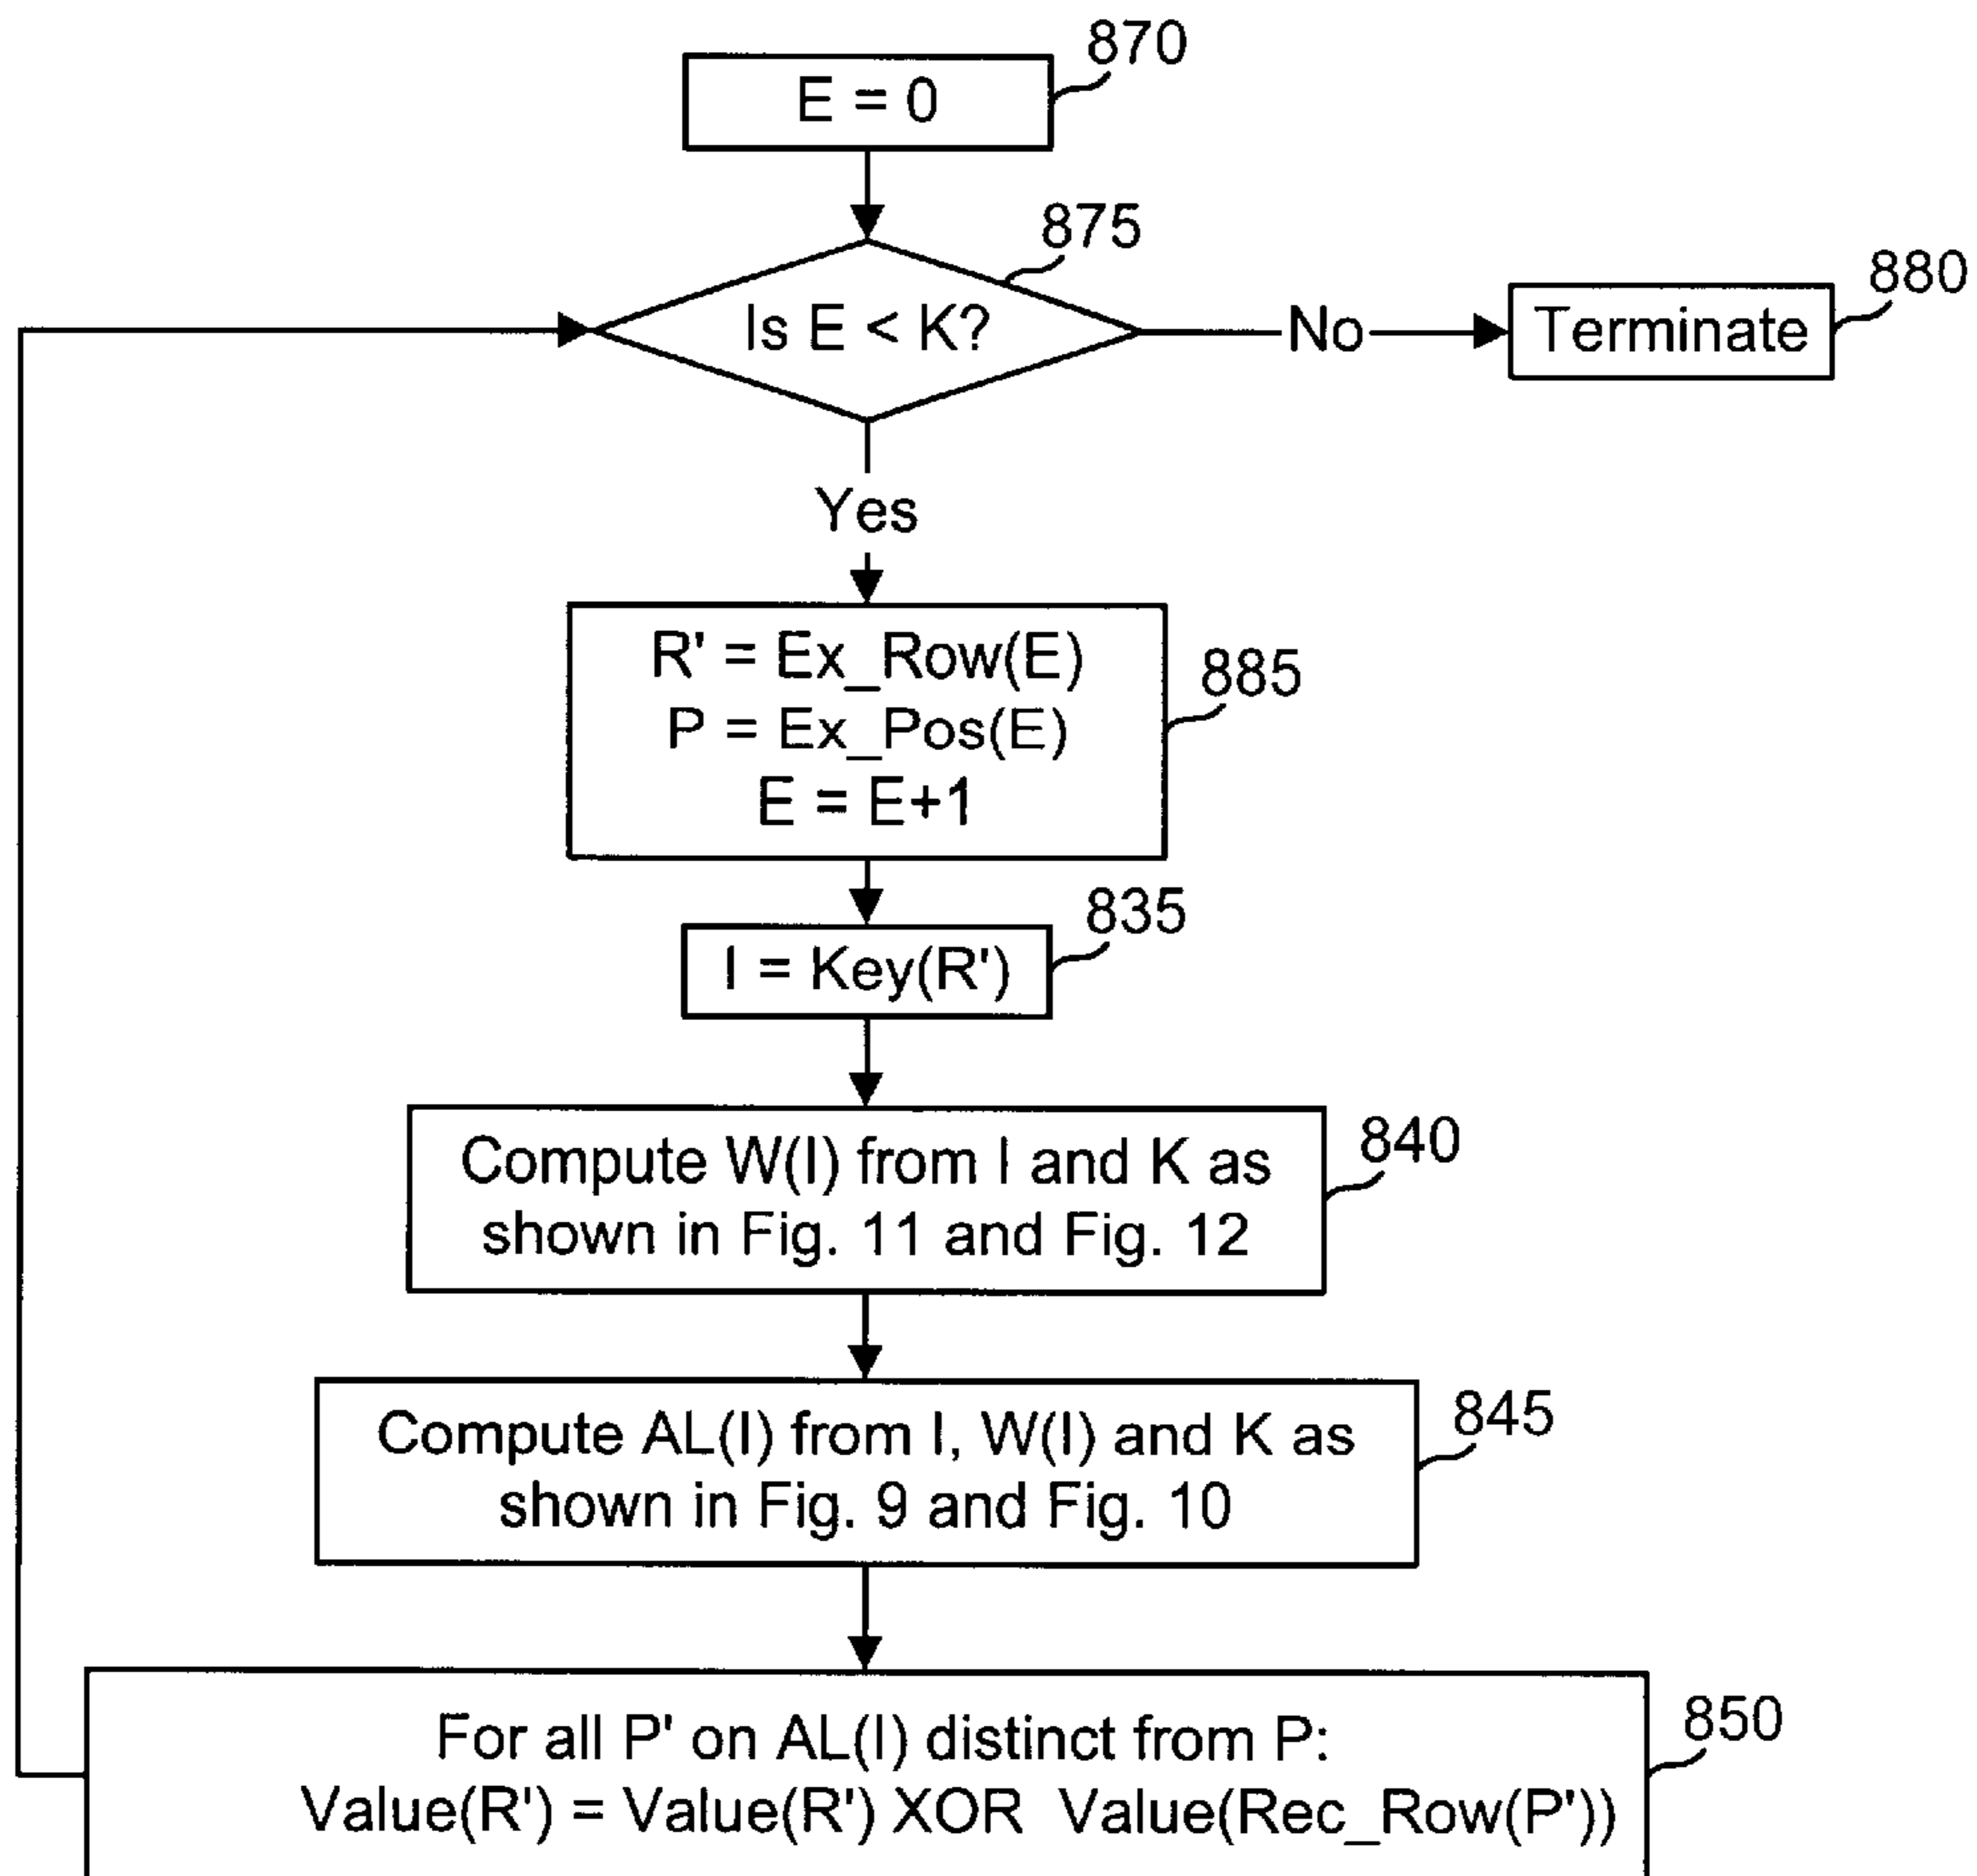 870
E = 0
875
Is E < K?
No
880
Terminate
Yes
R' = Ex_Row(E)
P = Ex_Pos(E)
E = E+1
885
835
I = Key(R')
840
Compute W(I) from I and K as
shown in Fig. 11 and Fig. 12
845
Compute AL(I) from I, W(I) and K as
shown in Fig. 9 and Fig. 10
850
For all P' on AL(I) distinct from P:
Value(R') = Value(R') XOR Value(Rec_Row(P'))